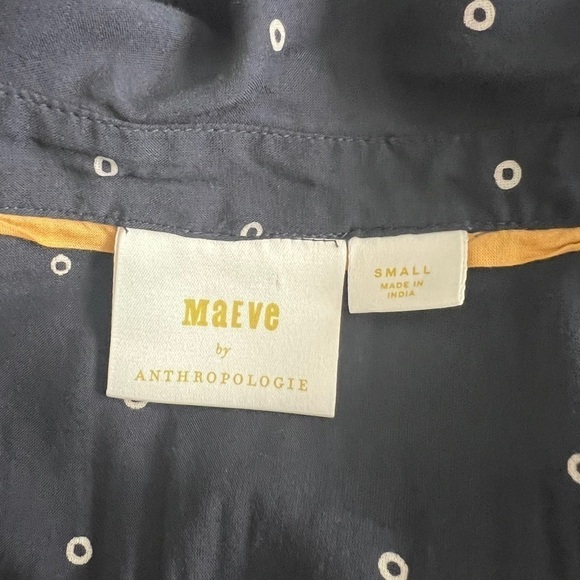 MaEVe
by
ANTHROPOLOGIE
SMALL
MADE IN
INDIA